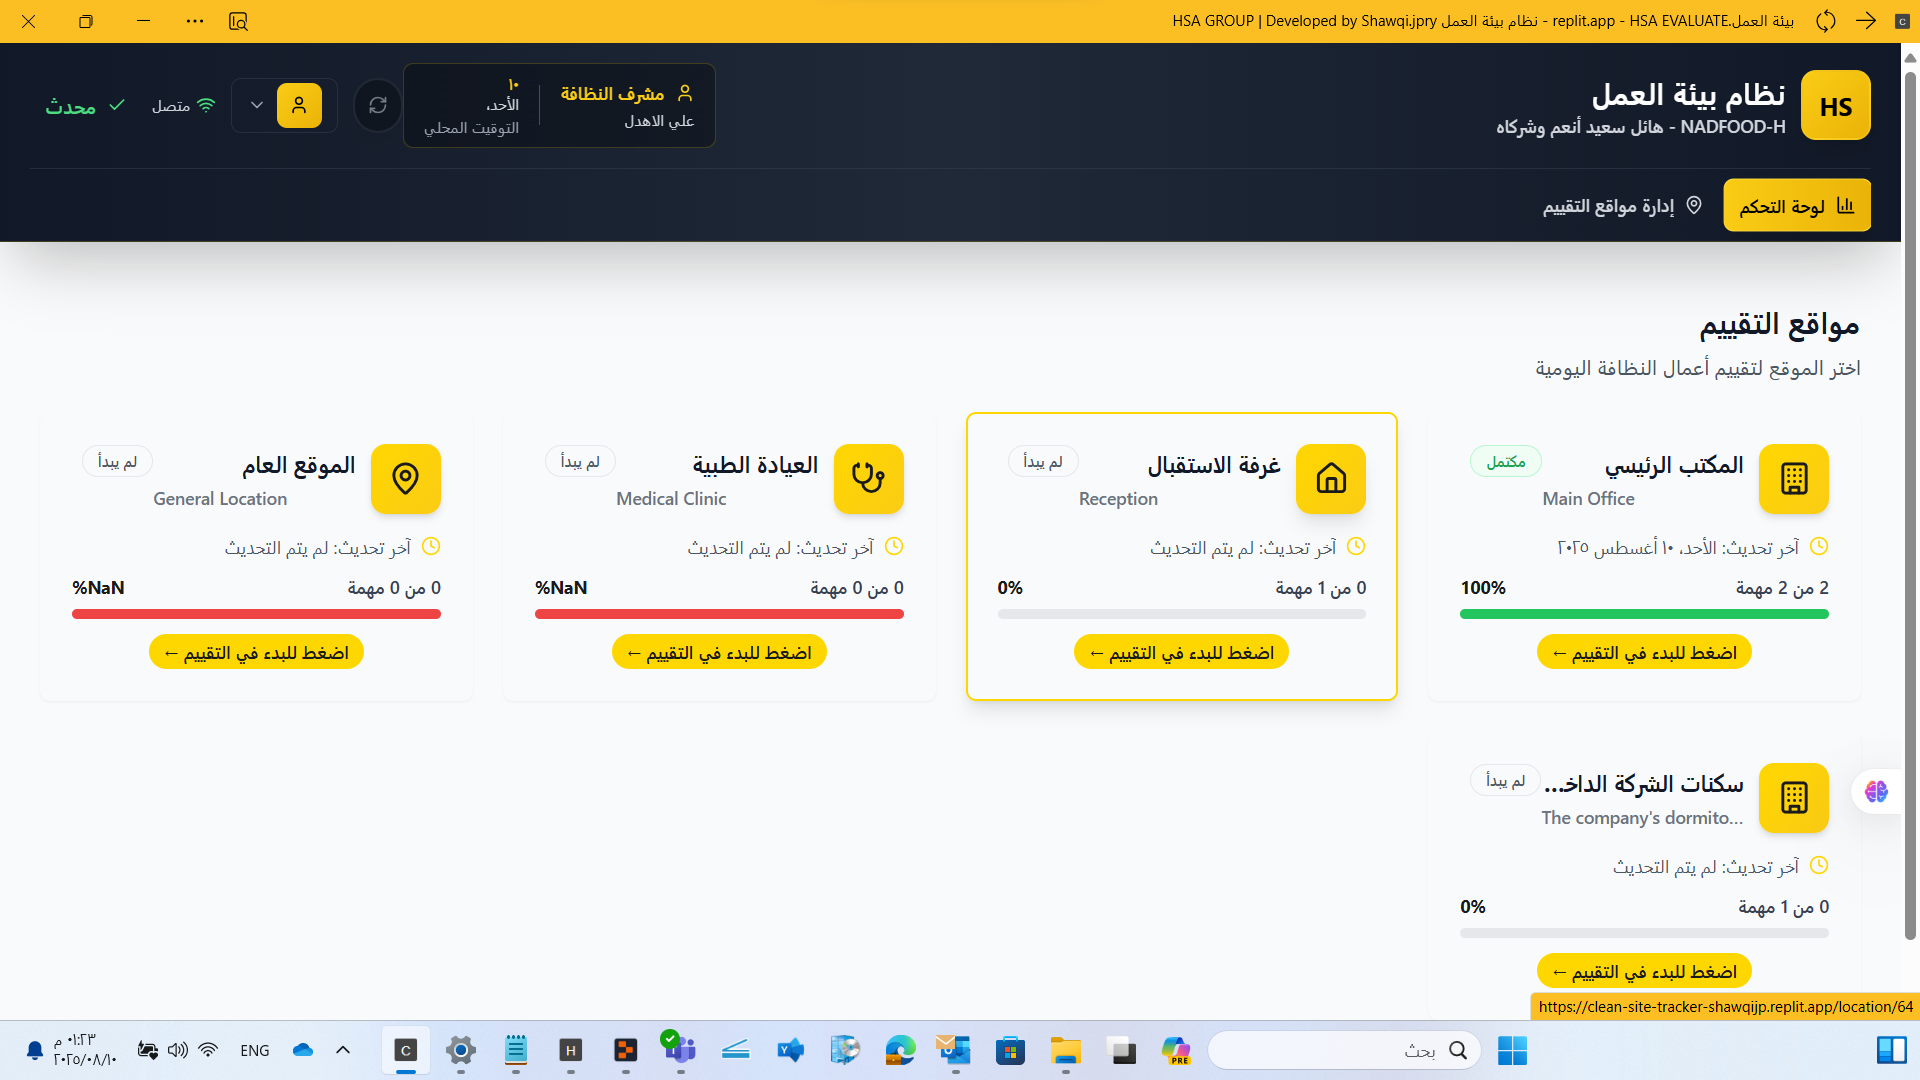 بيئة العمل.replit.app - HSA EVALUATE - نظام بيئة العمل HSA GROUP | Developed by Shawqi.jpry
C
HS
نظام بيئة العمل
NADFOOD-H - هائل سعيد أنعم وشركاه
مشرف النظافة
علي الاهدل
١٠
الأحد،
التوقيت المحلي
متصل
محدث
لوحة التحكم
إدارة مواقع التقييم
مواقع التقييم
اختر الموقع لتقييم أعمال النظافة اليومية
المكتب الرئيسي
مكتمل
Main Office
آخر تحديث: الأحد، ١٠ أغسطس ٢٠٢٥
2 من 2 مهمة
100%
اضغط للبدء في التقييم ←
غرفة الاستقبال
لم يبدأ
Reception
آخر تحديث: لم يتم التحديث
0 من 1 مهمة
0%
اضغط للبدء في التقييم ←
العيادة الطبية
لم يبدأ
Medical Clinic
آخر تحديث: لم يتم التحديث
0 من 0 مهمة
%NaN
اضغط للبدء في التقييم ←
الموقع العام
لم يبدأ
General Location
آخر تحديث: لم يتم التحديث
0 من 0 مهمة
%NaN
اضغط للبدء في التقييم ←
سكنات الشركة الداخ...
لم يبدأ
The company's dormito...
آخر تحديث: لم يتم التحديث
0 من 1 مهمة
0%
اضغط للبدء في التقييم ←
https://clean-site-tracker-shawqijp.replit.app/location/64
بحث
PRE
H
C
ENG
٠١:٢٣ م
٢٠٢٥/٠٨/١٠